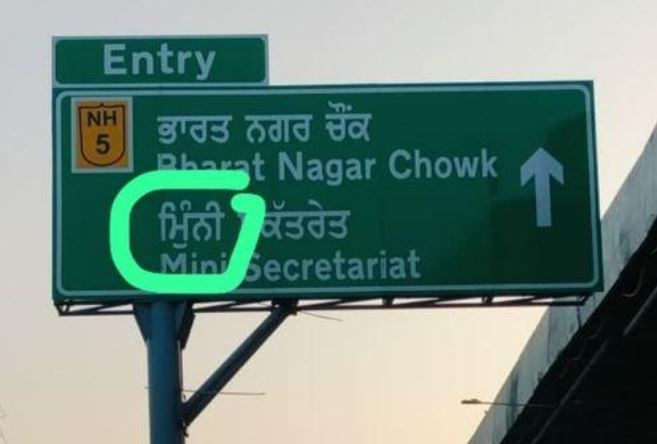 Entry
NH
5
ਭਾਰਤ ਨਗਰ ਚੌਂਕ
Bharat Nagar Chowk
ਮਿੰਨੀ
Mini Secretariat